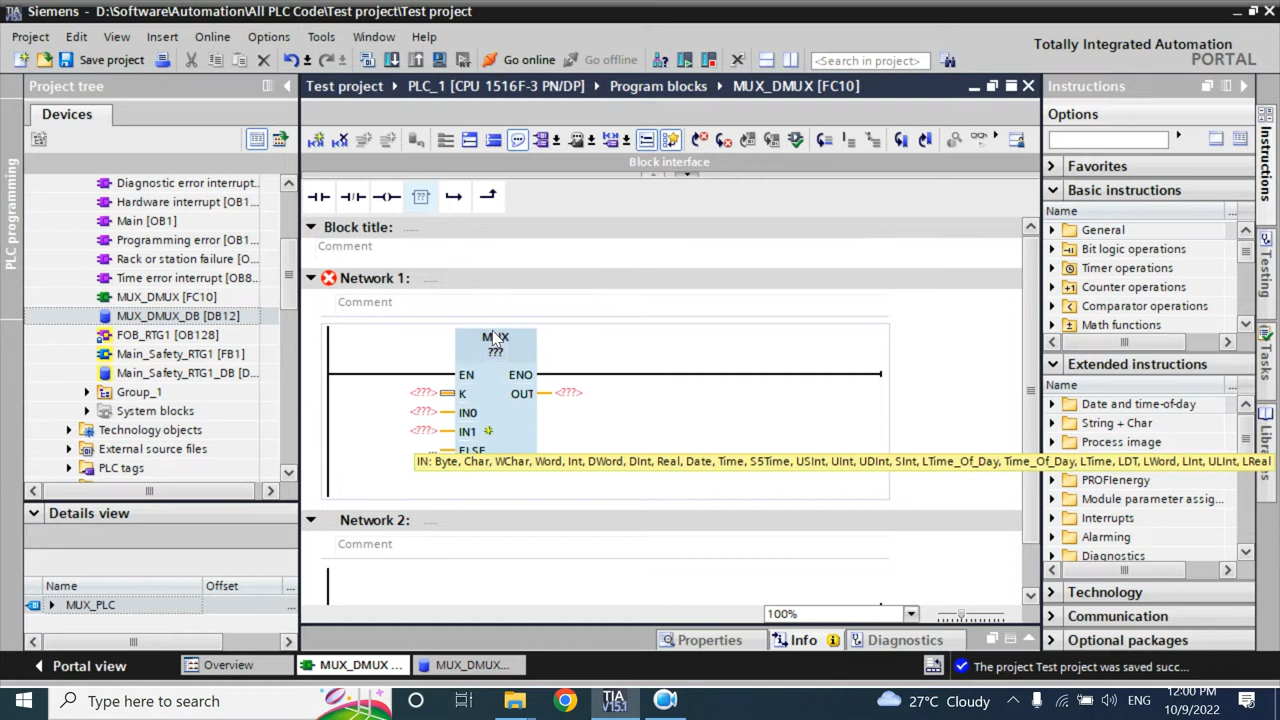 Siemens - D:\Software\Automation\All PLC Code\Test project\Test project
Project Edit View Insert Online Options Tools Window Help
Totally Integrated Automation
PORTAL
Save project
Go online
Go offline
<Search in project>
Project tree
Test project PLC_1 [CPU 1516F-3 PN/DP] Program blocks MUX_DMUX [FC10]
Instructions
Devices
Options
PLC programming
Block interface
Diagnostic error interrupt...
Hardware interrupt [OB1...
Main [OB1]
Programming error [OB1...
Rack or station failure [O...
Time error interrupt [OB8...
MUX_DMUX [FC10]
MUX_DMUX_DB [DB12]
FOB_RTG1 [OB128]
Main_Safety_RTG1 [FB1]
Main_Safety_RTG1_DB [D...
Group_1
System blocks
Technology objects
External source files
PLC tags
Details view
Name Offset ...
MUX_PLC ...
Block title: .....
Comment
Network 1: .....
Comment
MUX
???
EN ENO
<???> K OUT <???>
<???> IN0
<???> IN1
... ELSE
IN: Byte, Char, WChar, Word, Int, DWord, DInt, Real, Date, Time, S5Time, USInt, UInt, UDInt, SInt, LTime_Of_Day, Time_Of_Day, LTime, LDT, LWord, LInt, ULInt, LReal
Network 2: .....
Comment
100%
Properties
Info
Diagnostics
Favorites
Basic instructions
Name ...
General
Bit logic operations
Timer operations
Counter operations
Comparator operations
Math functions
Extended instructions
Name ...
Date and time-of-day
String + Char
Process image
PROFIenergy
Module parameter assig...
Interrupts
Alarming
Diagnostics
Technology
Communication
Optional packages
Instructions
Testing
Tasks
Libraries
Portal view
Overview
MUX_DMUX ...
MUX_DMUX...
The project Test project was saved succ...
Type here to search
TIA
V15.1
27°C Cloudy
ENG
12:00 PM
10/9/2022